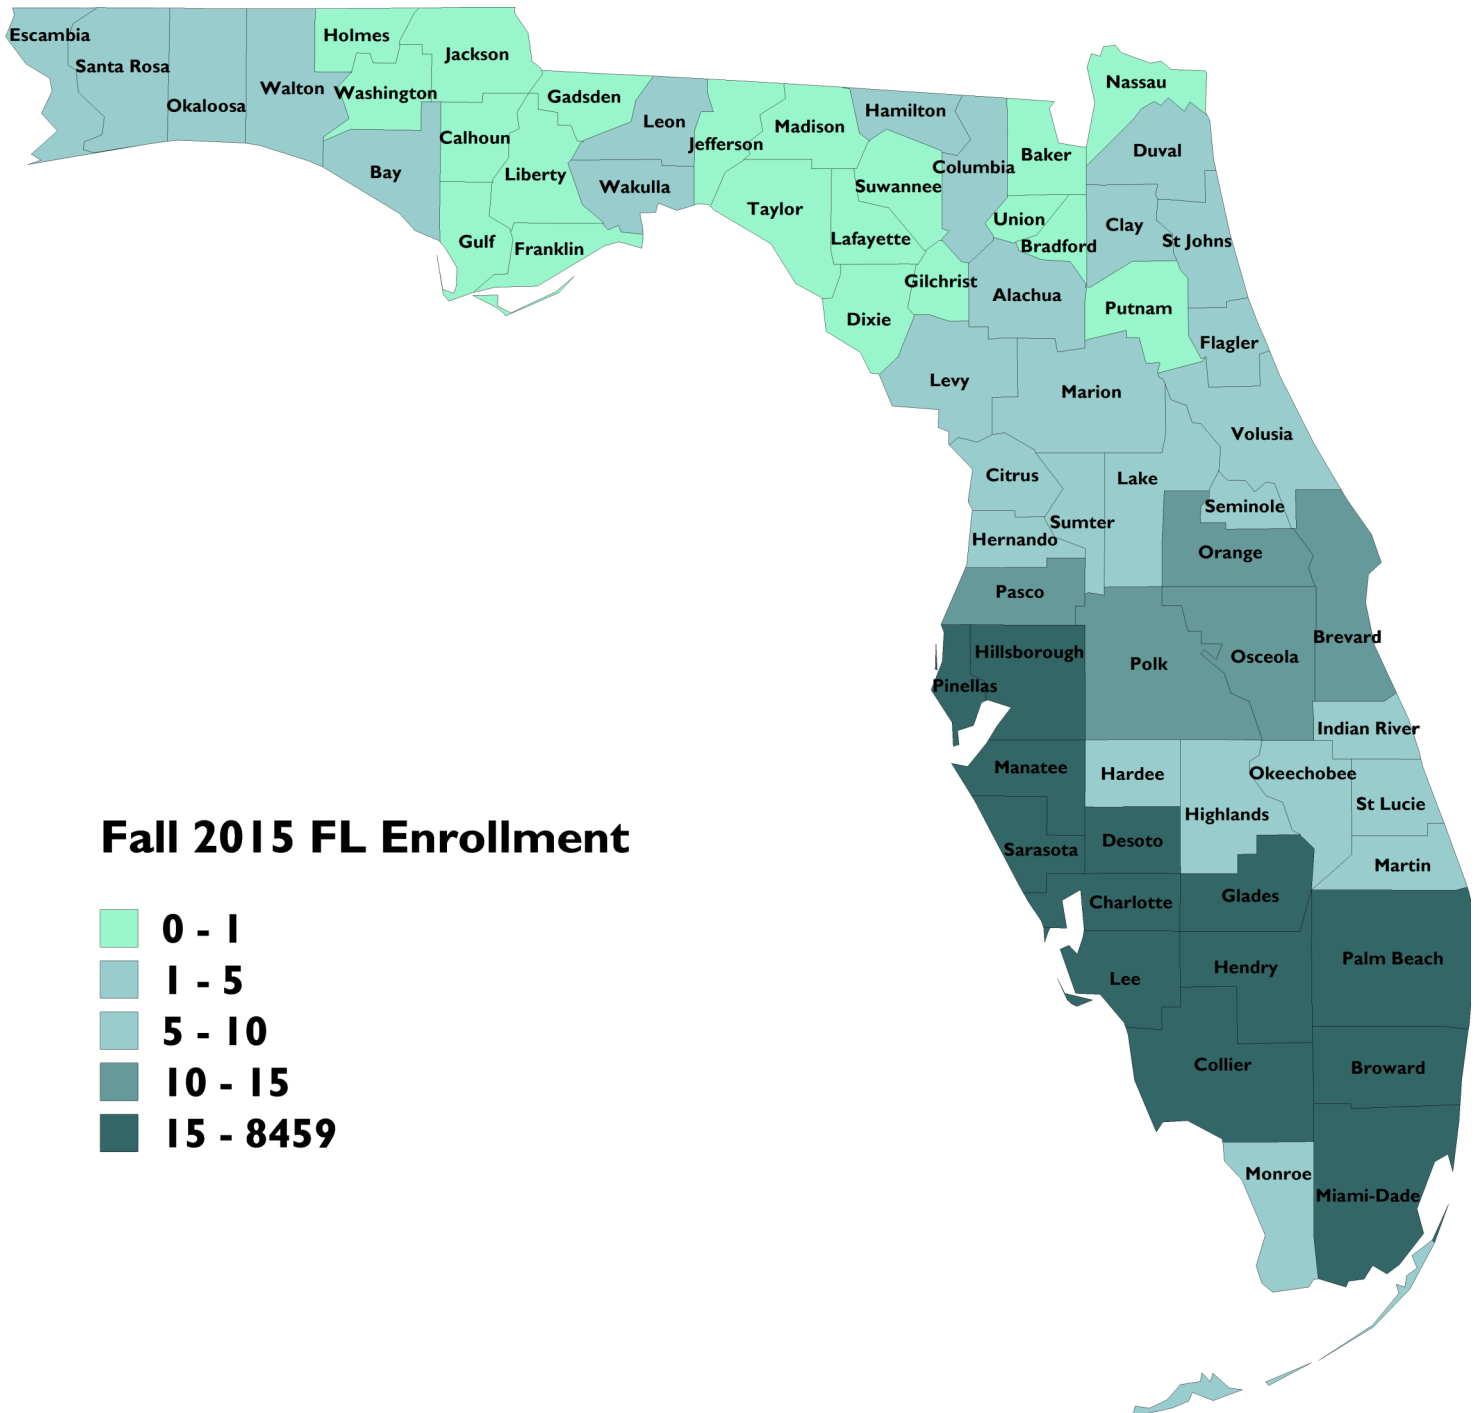 Escambia
Santa Rosa
Okaloosa
Walton
Holmes
Washington
Jackson
Bay
Calhoun
Gulf
Liberty
Franklin
Gadsden
Leon
Wakulla
Jefferson
Madison
Taylor
Hamilton
Suwannee
Lafayette
Dixie
Gilchrist
Columbia
Baker
Union
Bradford
Alachua
Nassau
Duval
Clay
St Johns
Putnam
Flagler
Levy
Marion
Volusia
Citrus
Lake
Sumter
Seminole
Hernando
Orange
Pasco
Brevard
Hillsborough
Pinellas
Polk
Osceola
Indian River
Manatee
Hardee
Okeechobee
Highlands
St Lucie
Sarasota
Desoto
Martin
Charlotte
Glades
Lee
Hendry
Palm Beach
Collier
Broward
Monroe
Miami-Dade
Fall 2015 FL Enrollment
0 - 1
1 - 5
5 - 10
10 - 15
15 - 8459